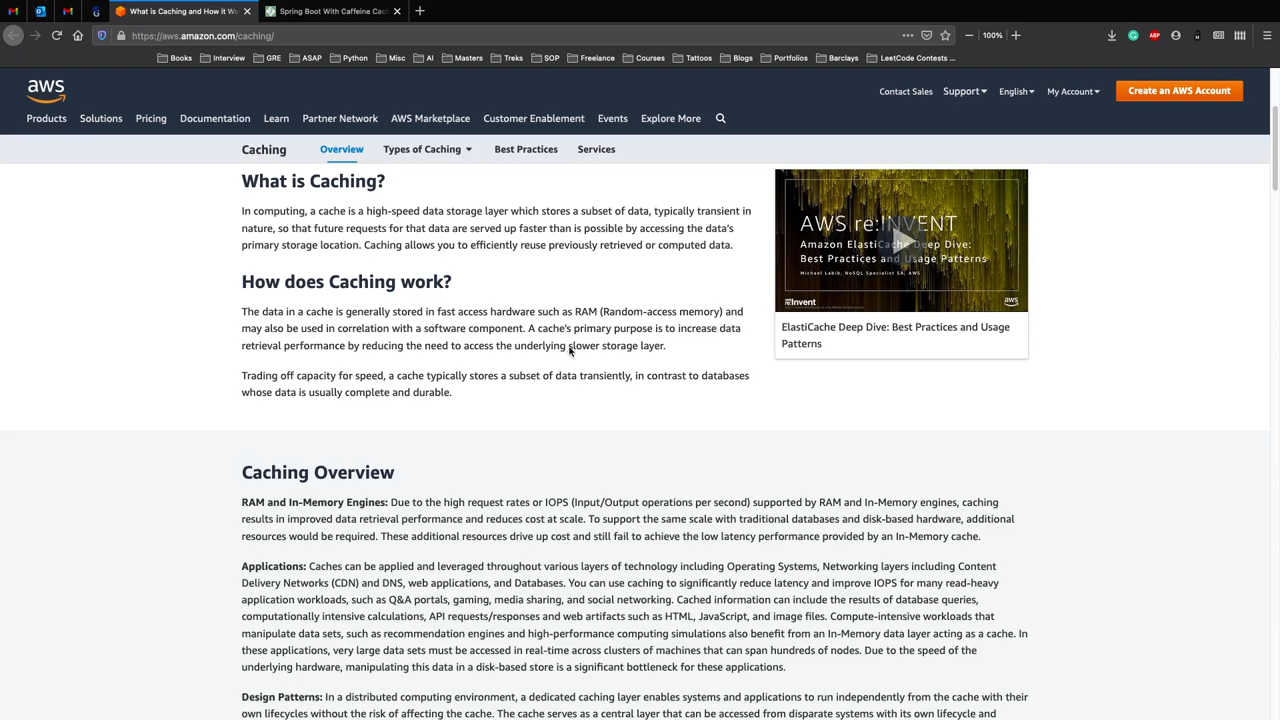 What is Caching and How it Wo
Spring Boot With Caffeine Cac
https://aws.amazon.com/caching/
100%
Books
Interview
GRE
ASAP
Python
Misc
AI
Masters
Treks
SOP
Freelance
Courses
Tattoos
Blogs
Portfolios
Barclays
LeetCode Contests ...
aws
Contact Sales
Support
English
My Account
Create an AWS Account
Products
Solutions
Pricing
Documentation
Learn
Partner Network
AWS Marketplace
Customer Enablement
Events
Explore More
Caching
Overview
Types of Caching
Best Practices
Services
What is Caching?
In computing, a cache is a high-speed data storage layer which stores a subset of data, typically transient in
nature, so that future requests for that data are served up faster than is possible by accessing the data's
primary storage location. Caching allows you to efficiently reuse previously retrieved or computed data.
How does Caching work?
The data in a cache is generally stored in fast access hardware such as RAM (Random-access memory) and
may also be used in correlation with a software component. A cache's primary purpose is to increase data
retrieval performance by reducing the need to access the underlying slower storage layer.
Trading off capacity for speed, a cache typically stores a subset of data transiently, in contrast to databases
whose data is usually complete and durable.
AWS re:INVENT
Amazon ElastiCache Deep Dive:
Best Practices and Usage Patterns
Michael Labib, NoSQL Specialist SA, AWS
re:Invent
aws
ElastiCache Deep Dive: Best Practices and Usage
Patterns
Caching Overview
RAM and In-Memory Engines: Due to the high request rates or IOPS (Input/Output operations per second) supported by RAM and In-Memory engines, caching
results in improved data retrieval performance and reduces cost at scale. To support the same scale with traditional databases and disk-based hardware, additional
resources would be required. These additional resources drive up cost and still fail to achieve the low latency performance provided by an In-Memory cache.
Applications: Caches can be applied and leveraged throughout various layers of technology including Operating Systems, Networking layers including Content
Delivery Networks (CDN) and DNS, web applications, and Databases. You can use caching to significantly reduce latency and improve IOPS for many read-heavy
application workloads, such as Q&A portals, gaming, media sharing, and social networking. Cached information can include the results of database queries,
computationally intensive calculations, API requests/responses and web artifacts such as HTML, JavaScript, and image files. Compute-intensive workloads that
manipulate data sets, such as recommendation engines and high-performance computing simulations also benefit from an In-Memory data layer acting as a cache. In
these applications, very large data sets must be accessed in real-time across clusters of machines that can span hundreds of nodes. Due to the speed of the
underlying hardware, manipulating this data in a disk-based store is a significant bottleneck for these applications.
Design Patterns: In a distributed computing environment, a dedicated caching layer enables systems and applications to run independently from the cache with their
own lifecycles without the risk of affecting the cache. The cache serves as a central layer that can be accessed from disparate systems with its own lifecycle and